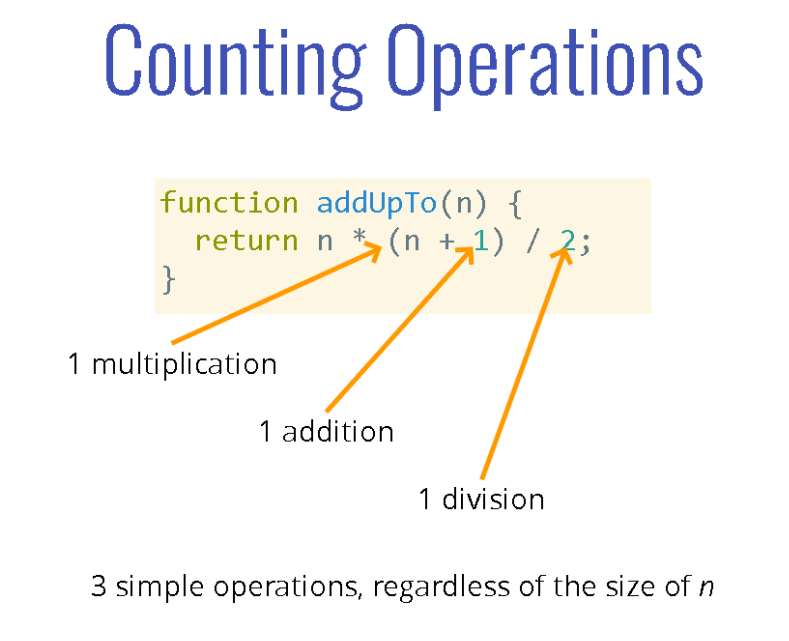 Counting Operations
function addUpTo(n) {
  return n * (n + 1) / 2;
}
1 multiplication
1 addition
1 division
3 simple operations, regardless of the size of n